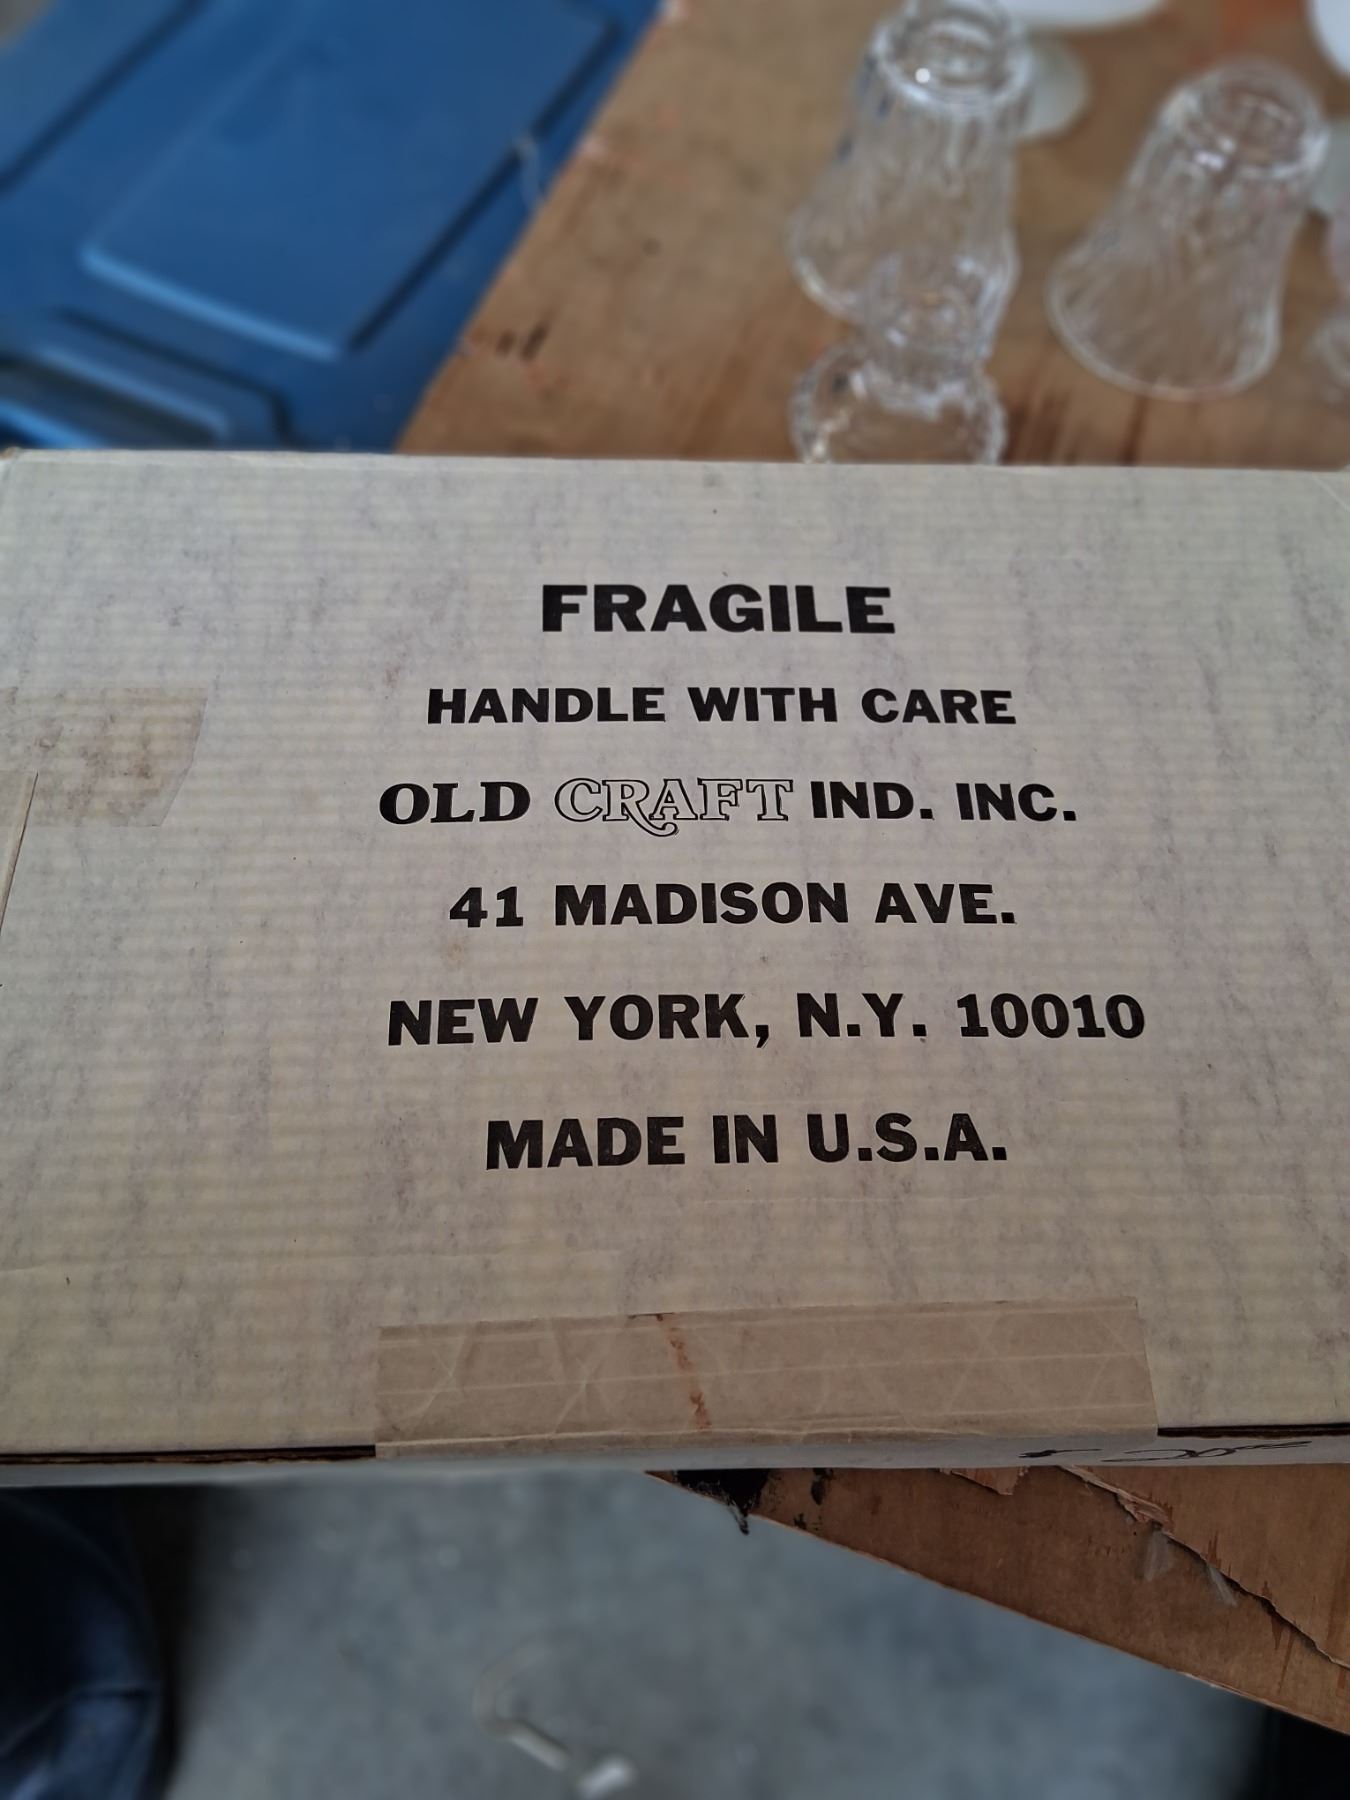 FRAGILE
HANDLE WITH CARE
OLD CRAFT IND. INC.
41 MADISON AVE.
NEW YORK, N.Y. 10010
MADE IN U.S.A.